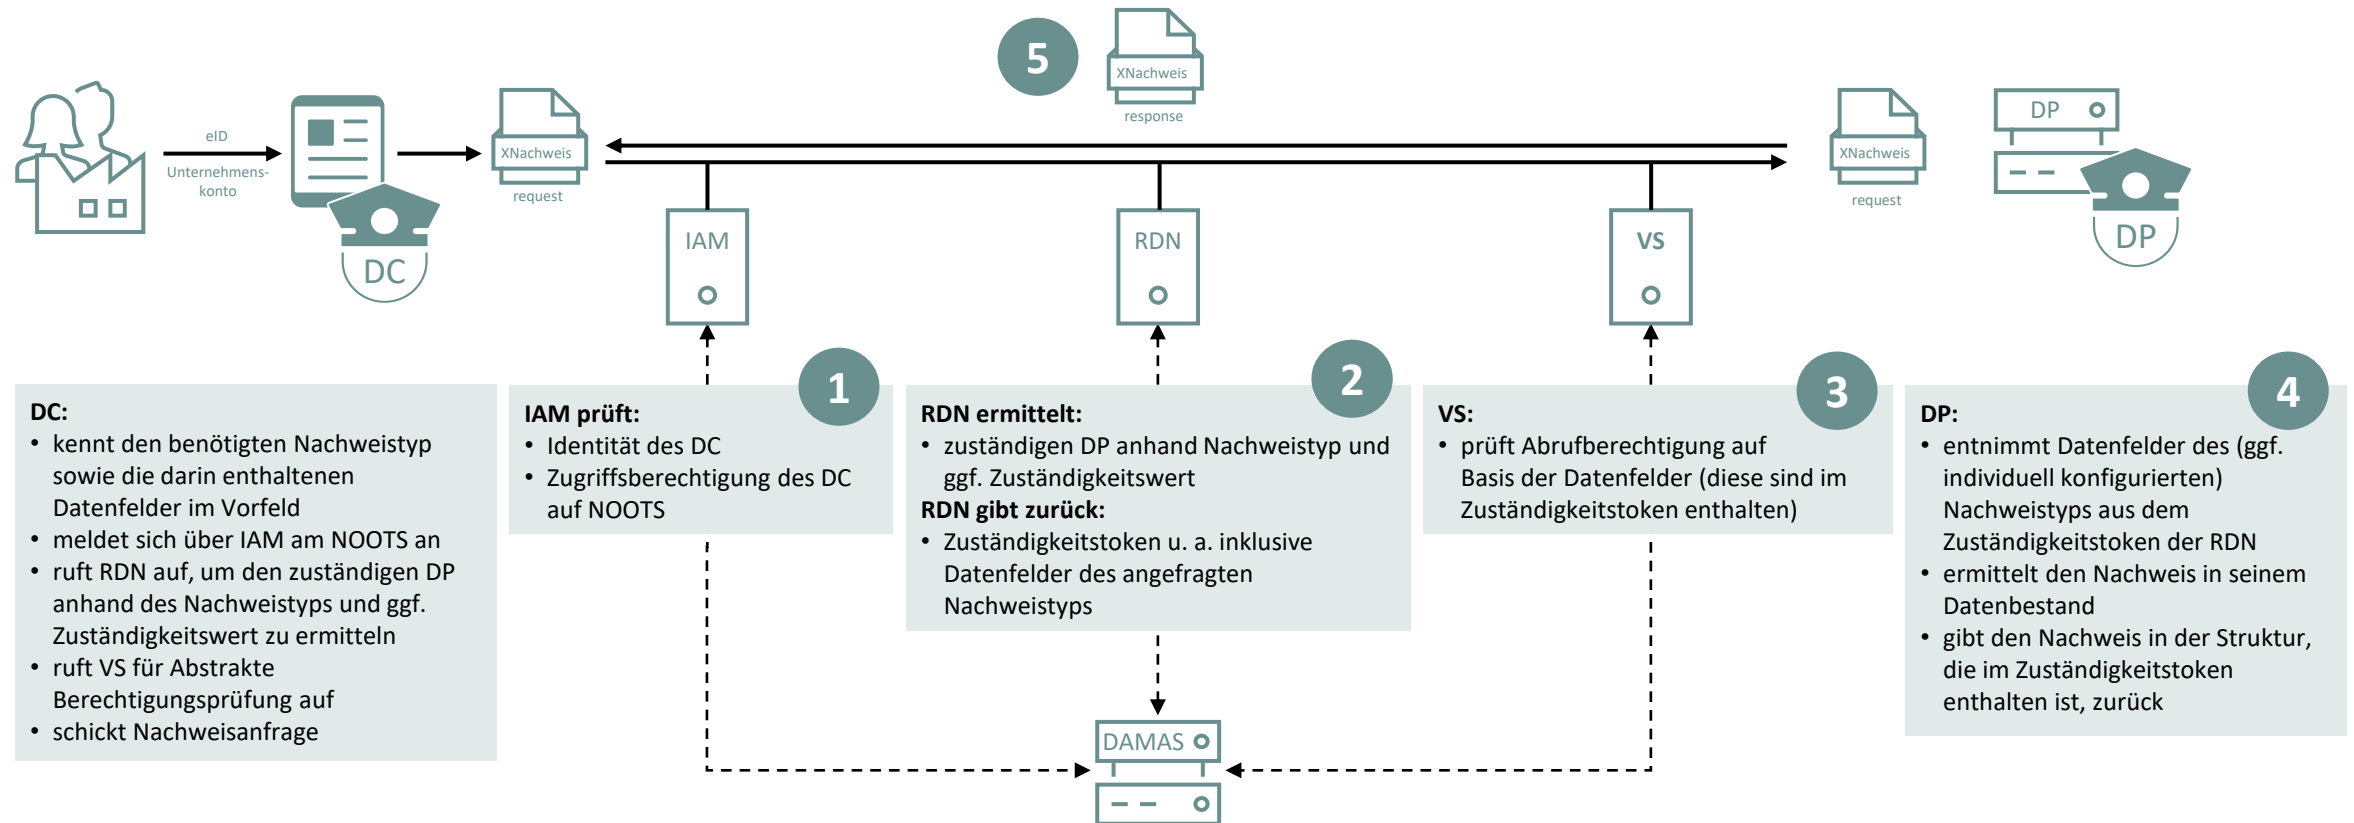 5
XNachweis
response
eID
Unternehmens-
konto
DC
XNachweis
request
IAM
RDN
VS
XNachweis
request
DP
DP
DC:
• kennt den benötigten Nachweistyp
sowie die darin enthaltenen
Datenfelder im Vorfeld
• meldet sich über IAM am NOOTS an
• ruft RDN auf, um den zuständigen DP
anhand des Nachweistyps und ggf.
Zuständigkeitswert zu ermitteln
• ruft VS für Abstrakte
Berechtigungsprüfung auf
• schickt Nachweisanfrage
1
IAM prüft:
• Identität des DC
• Zugriffsberechtigung des DC
auf NOOTS
2
RDN ermittelt:
• zuständigen DP anhand Nachweistyp und
ggf. Zuständigkeitswert
RDN gibt zurück:
• Zuständigkeitstoken u. a. inklusive
Datenfelder des angefragten
Nachweistyps
3
VS:
• prüft Abrufberechtigung auf
Basis der Datenfelder (diese sind im
Zuständigkeitstoken enthalten)
4
DP:
• entnimmt Datenfelder des (ggf.
individuell konfigurierten)
Nachweistyps aus dem
Zuständigkeitstoken der RDN
• ermittelt den Nachweis in seinem
Datenbestand
• gibt den Nachweis in der Struktur,
die im Zuständigkeitstoken
enthalten ist, zurück
DAMAS